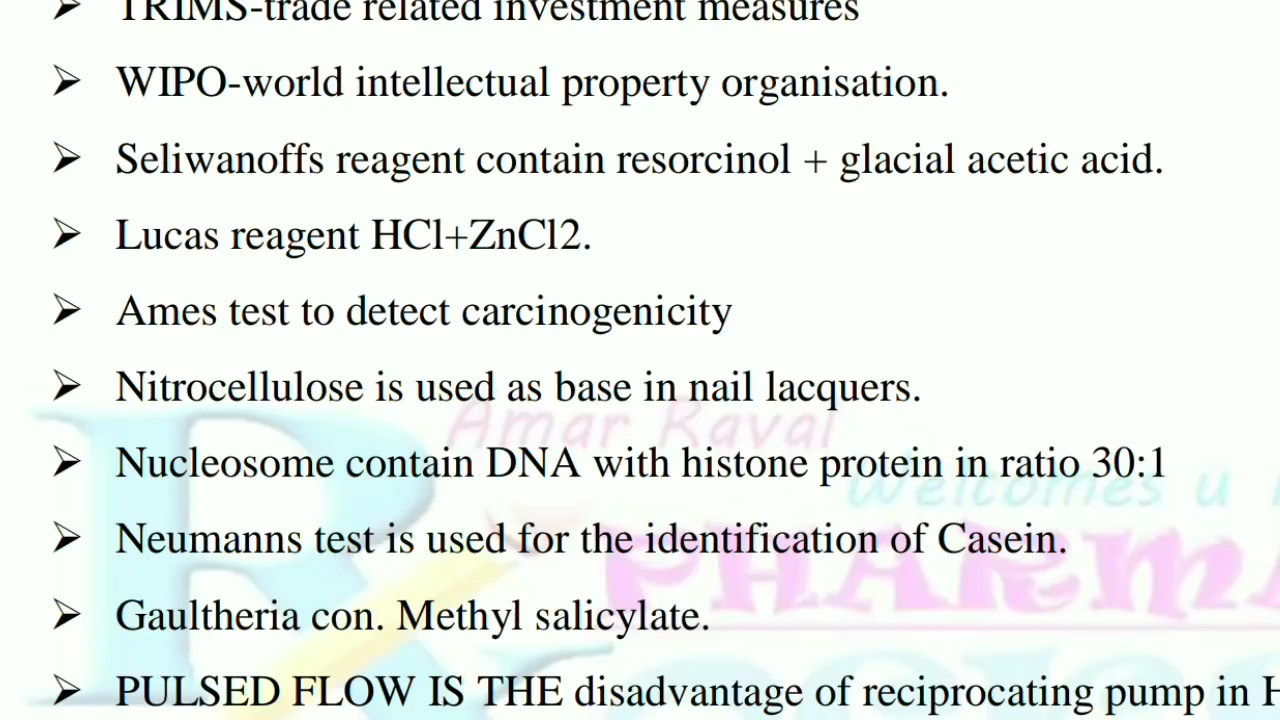 ➤ TRIMS-trade related investment measures
➤ WIPO-world intellectual property organisation.
➤ Seliwanoffs reagent contain resorcinol + glacial acetic acid.
➤ Lucas reagent HCl+ZnCl2.
➤ Ames test to detect carcinogenicity
➤ Nitrocellulose is used as base in nail lacquers.
Amar Raval
➤ Nucleosome contain DNA with histone protein in ratio 30:1
Welcomes u
➤ Neumanns test is used for the identification of Casein.
PHARMA
➤ Gaultheria con. Methyl salicylate.
➤ PULSED FLOW IS THE disadvantage of reciprocating pump in H